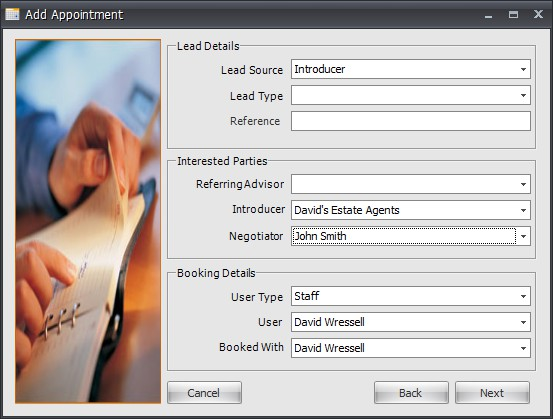 Add Appointment
Lead Details
Lead Source Introducer
Lead Type
Reference
Interested Parties
Referring Advisor
Introducer David's Estate Agents
Negotiator John Smith
Booking Details
User Type Staff
User David Wressell
Booked With David Wressell
Cancel Back Next